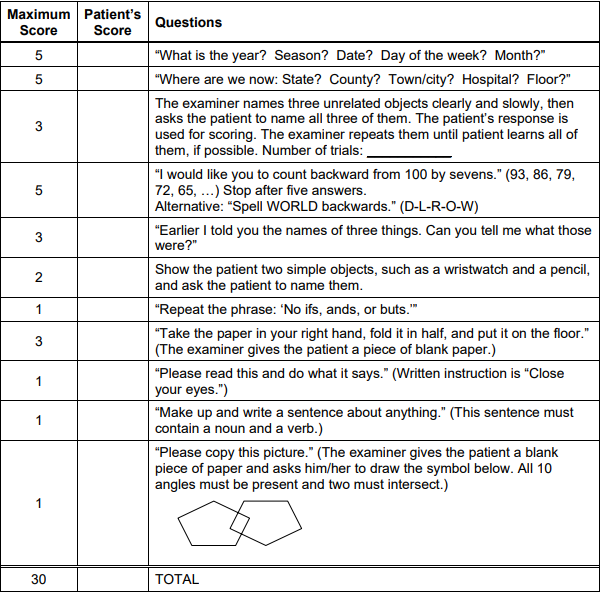 Maximum Score Patient's Score Questions
5 “What is the year? Season? Date? Day of the week? Month?”
5 “Where are we now: State? County? Town/city? Hospital? Floor?”
3 The examiner names three unrelated objects clearly and slowly, then
asks the patient to name all three of them. The patient’s response is
used for scoring. The examiner repeats them until patient learns all of
them, if possible. Number of trials: ___________
5 “I would like you to count backward from 100 by sevens.” (93, 86, 79,
72, 65, …) Stop after five answers.
Alternative: “Spell WORLD backwards.” (D-L-R-O-W)
3 “Earlier I told you the names of three things. Can you tell me what those
were?”
2 Show the patient two simple objects, such as a wristwatch and a pencil,
and ask the patient to name them.
1 “Repeat the phrase: ‘No ifs, ands, or buts.’”
3 “Take the paper in your right hand, fold it in half, and put it on the floor.”
(The examiner gives the patient a piece of blank paper.)
1 “Please read this and do what it says.” (Written instruction is “Close
your eyes.”)
1 “Make up and write a sentence about anything.” (This sentence must
contain a noun and a verb.)
1 “Please copy this picture.” (The examiner gives the patient a blank
piece of paper and asks him/her to draw the symbol below. All 10
angles must be present and two must intersect.)
30 TOTAL